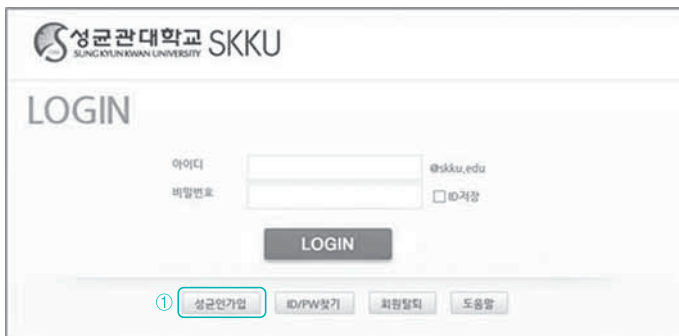 성균관대학교 SKKU
SUNGKYUNKWAN UNIVERSITY
LOGIN
아이디 @skku.edu
비밀번호 ID저장
LOGIN
① 성균인가입 ID/PW찾기 회원탈퇴 도움말